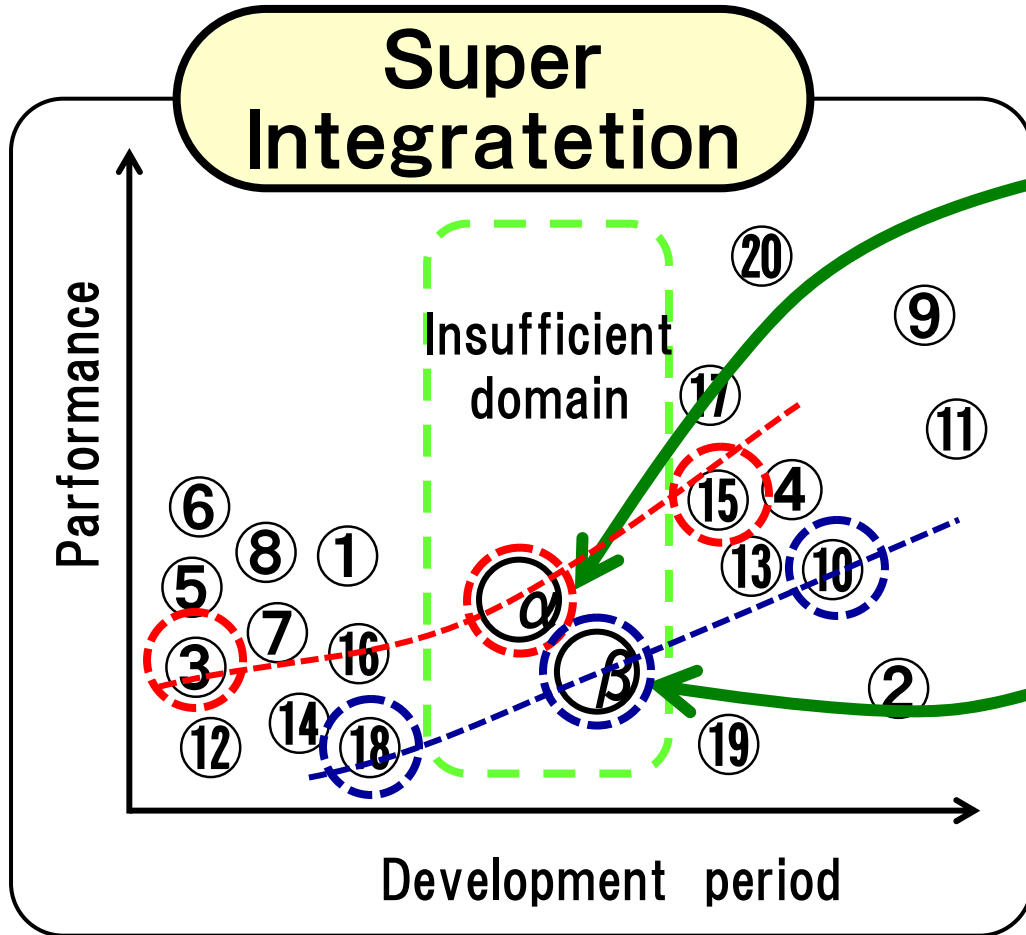 Super
Integratetion
Parformance
Insufficient
domain
⑳
⑨
⑰
⑪
⑥
⑮
④
⑧
①
⑤
⑬
⑩
α
⑦
⑯
③
β
②
⑭
⑫
⑱
⑲
Development period